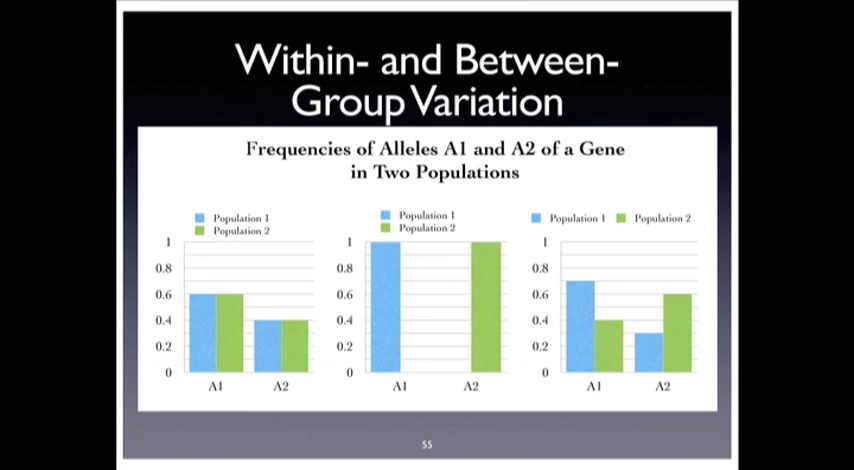 Within- and Between-
Group Variation
Frequencies of Alleles A1 and A2 of a Gene
in Two Populations
Population 1
Population 2
1
0.8
0.6
0.4
0.2
0
A1 A2
Population 1
Population 2
1
0.8
0.6
0.4
0.2
0
A1 A2
Population 1 Population 2
1
0.8
0.6
0.4
0.2
0
A1 A2
55